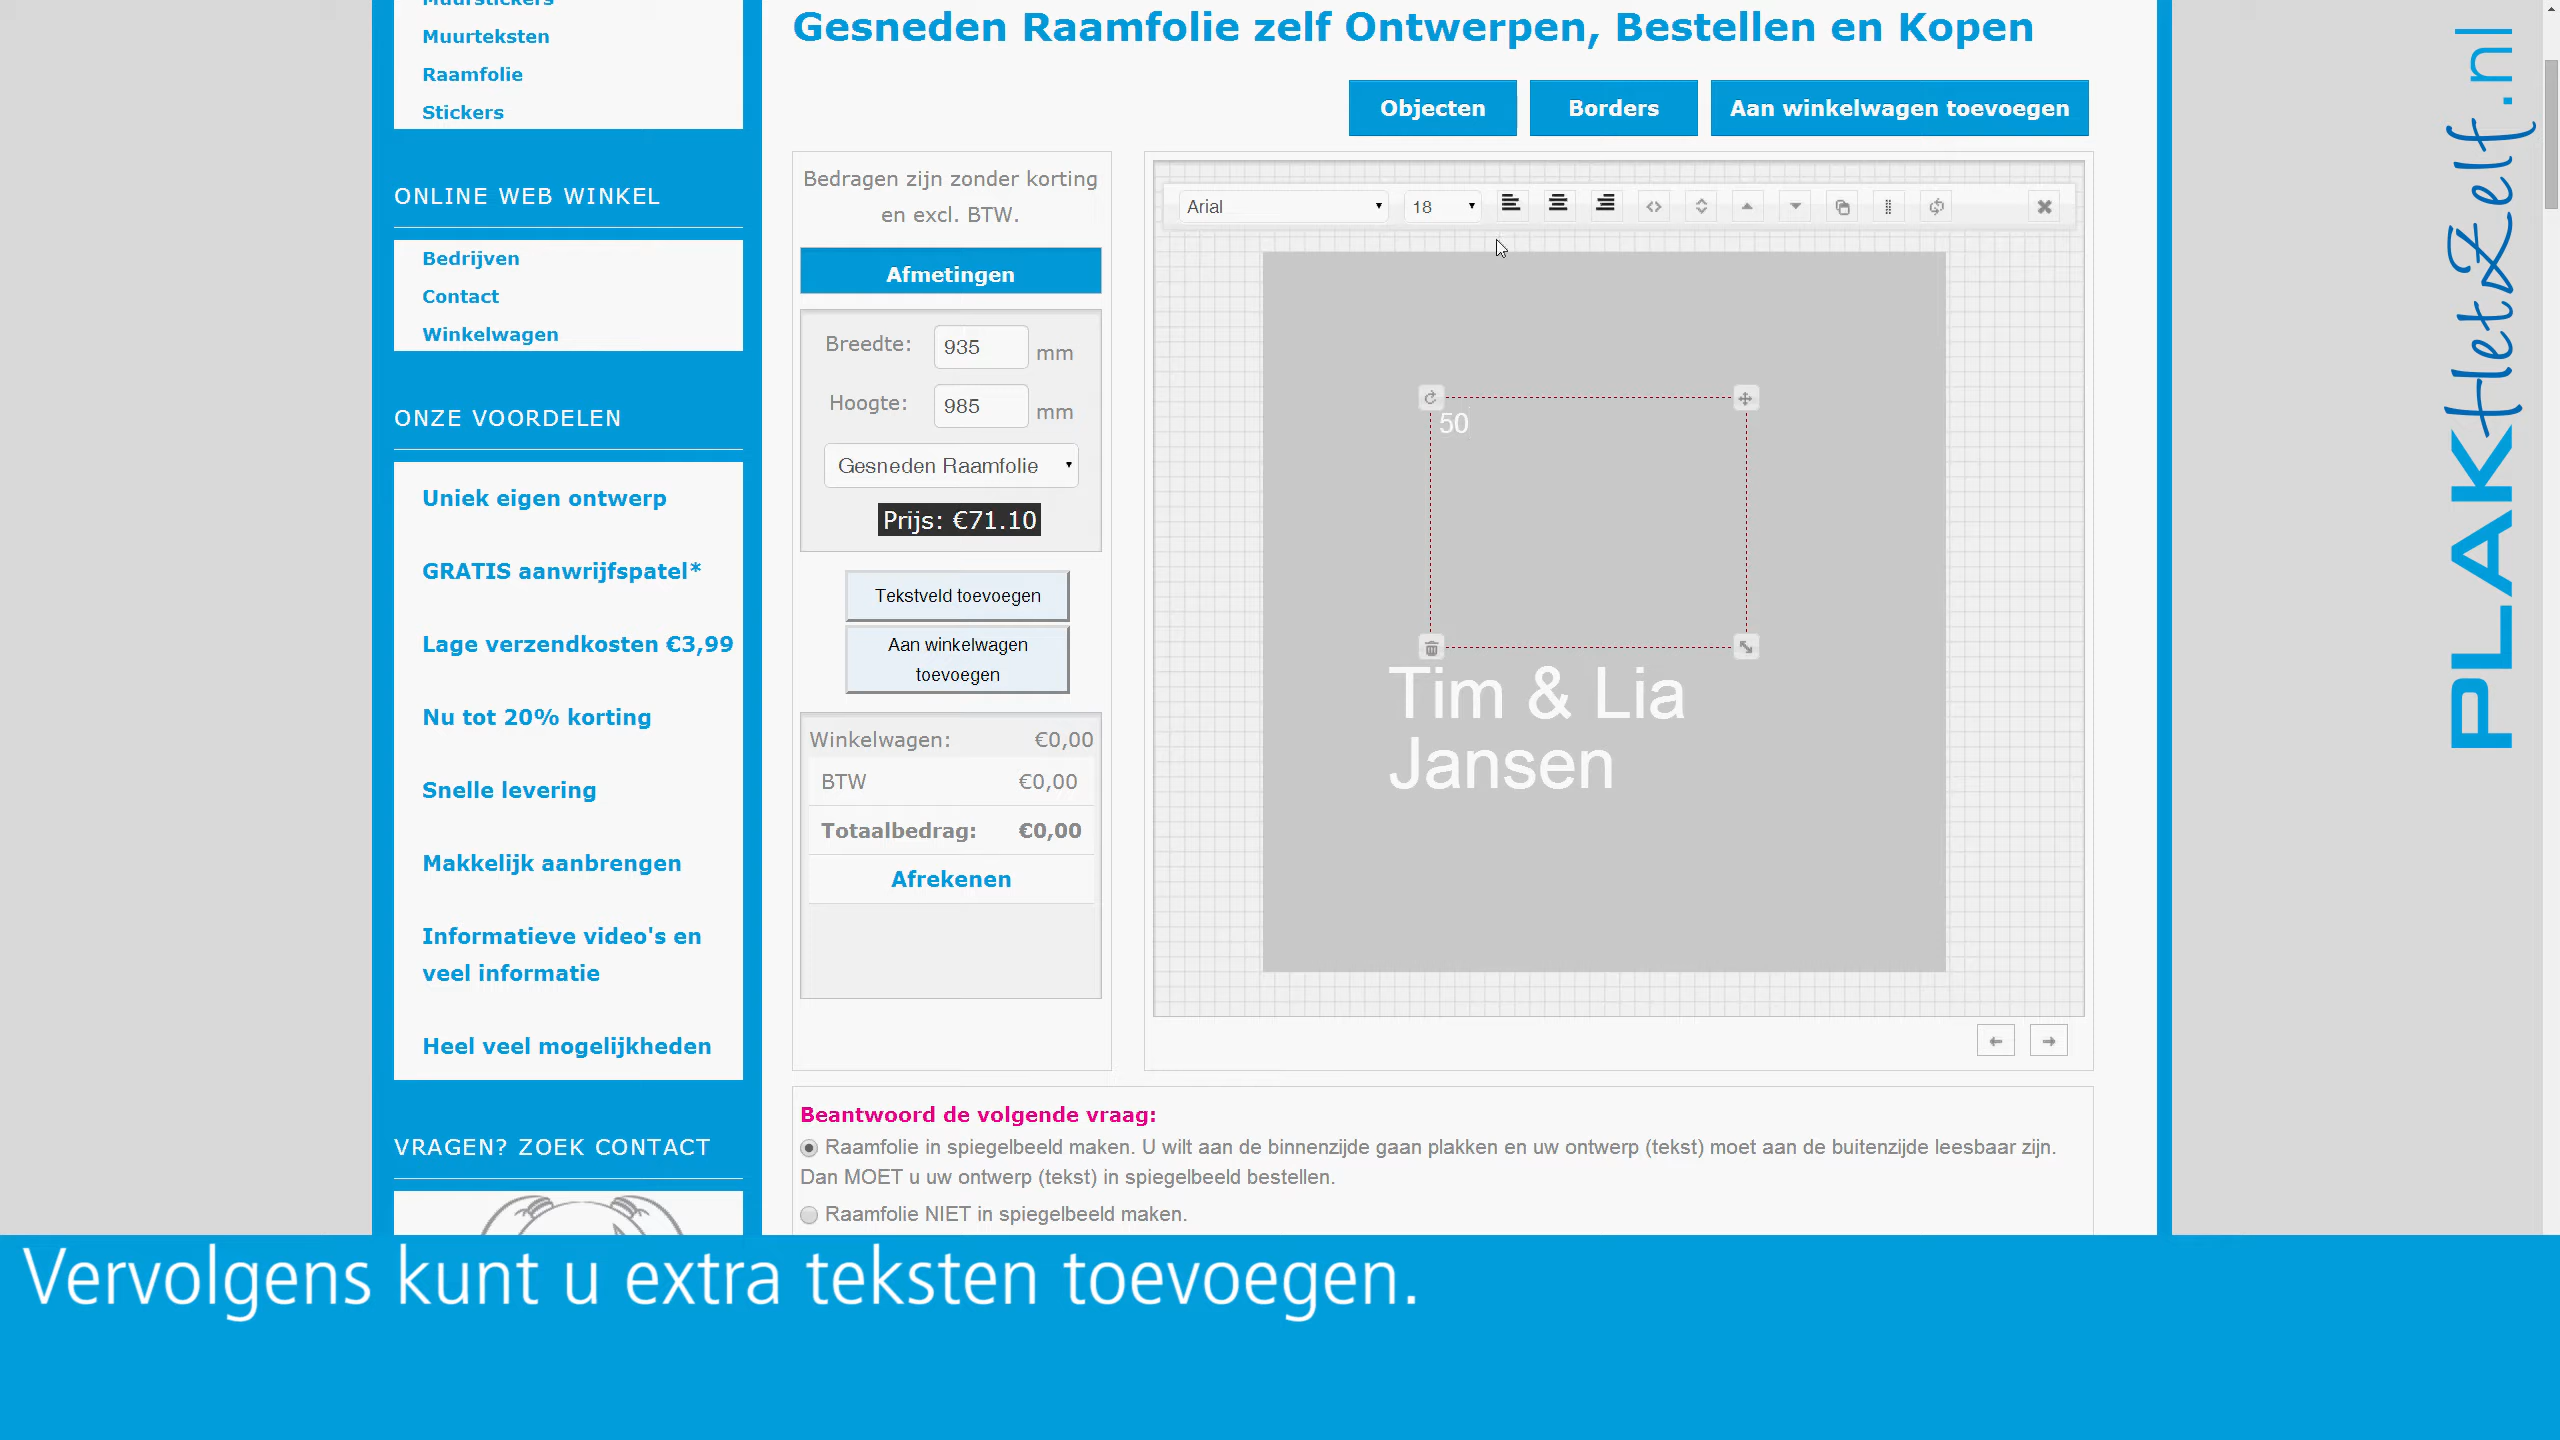 Muurstickers
Muurteksten
Raamfolie
Stickers
ONLINE WEB WINKEL
Bedrijven
Contact
Winkelwagen
ONZE VOORDELEN
Uniek eigen ontwerp
GRATIS aanwrijfspatel*
Lage verzendkosten €3,99
Nu tot 20% korting
Snelle levering
Makkelijk aanbrengen
Informatieve video's en
veel informatie
Heel veel mogelijkheden
VRAGEN? ZOEK CONTACT
Gesneden Raamfolie zelf Ontwerpen, Bestellen en Kopen
Objecten
Borders
Aan winkelwagen toevoegen
Bedragen zijn zonder korting
en excl. BTW.
Afmetingen
Breedte: 935 mm
Hoogte: 985 mm
Gesneden Raamfolie
Prijs: €71.10
Tekstveld toevoegen
Aan winkelwagen
toevoegen
Winkelwagen: €0,00
BTW €0,00
Totaalbedrag: €0,00
Afrekenen
Arial 18
50
Tim & Lia
Jansen
Beantwoord de volgende vraag:
Raamfolie in spiegelbeeld maken. U wilt aan de binnenzijde gaan plakken en uw ontwerp (tekst) moet aan de buitenzijde leesbaar zijn.
Dan MOET u uw ontwerp (tekst) in spiegelbeeld bestellen.
Raamfolie NIET in spiegelbeeld maken.
PLAKHetZelf.nl
Vervolgens kunt u extra teksten toevoegen.